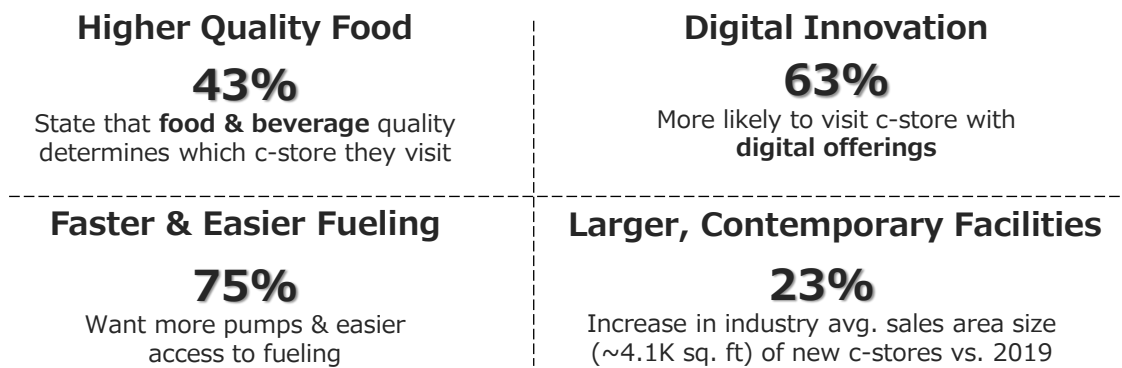 Higher Quality Food
43%
State that food & beverage quality
determines which c-store they visit
Digital Innovation
63%
More likely to visit c-store with
digital offerings
Faster & Easier Fueling
75%
Want more pumps & easier
access to fueling
Larger, Contemporary Facilities
23%
Increase in industry avg. sales area size
(~4.1K sq. ft) of new c-stores vs. 2019